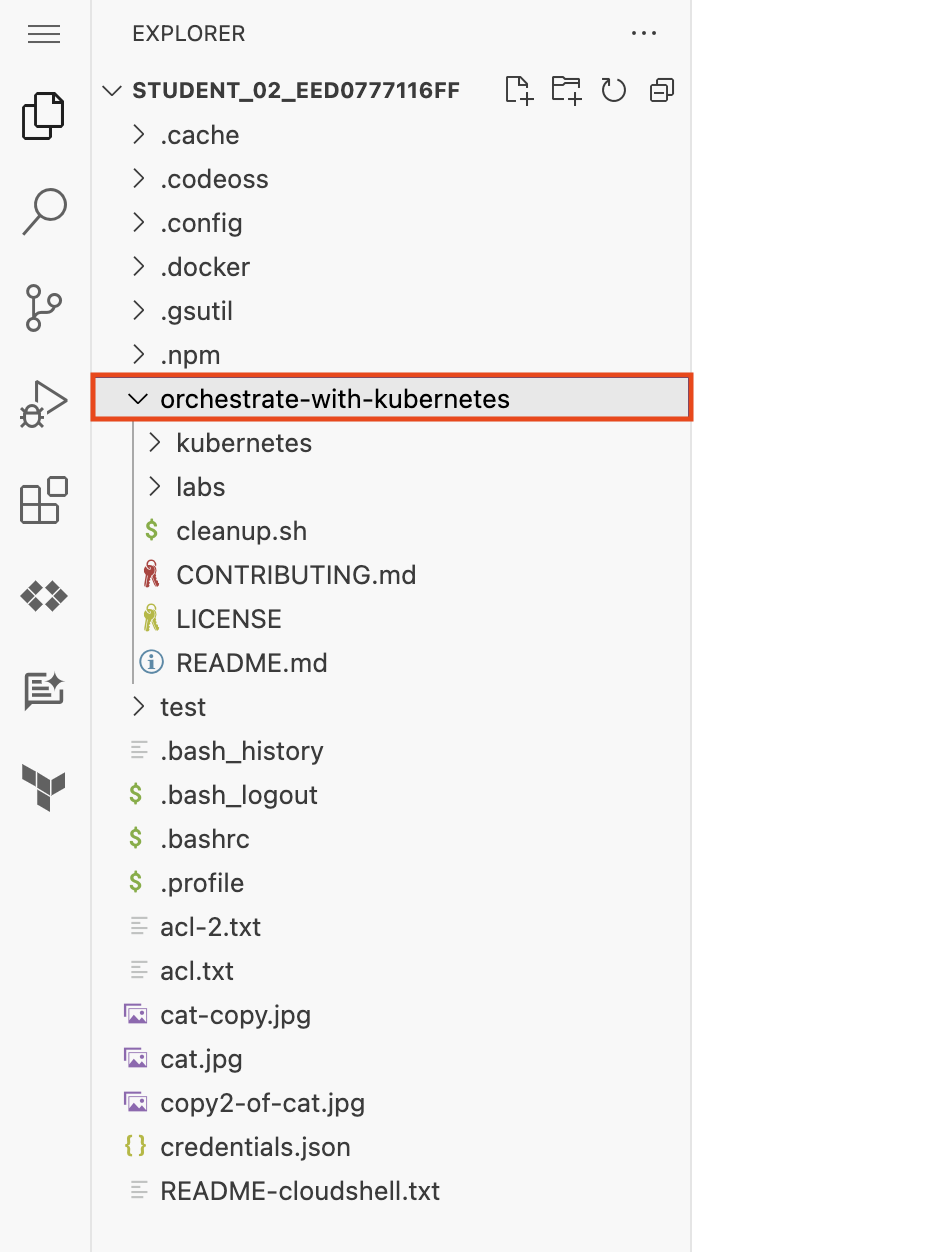 EXPLORER
STUDENT_02_EED0777116FF
.cache
.codeoss
.config
.docker
.gsutil
.npm
orchestrate-with-kubernetes
kubernetes
labs
$ cleanup.sh
CONTRIBUTING.md
LICENSE
README.md
test
.bash_history
$ .bash_logout
$ .bashrc
$ .profile
acl-2.txt
acl.txt
cat-copy.jpg
cat.jpg
copy2-of-cat.jpg
{} credentials.json
README-cloudshell.txt